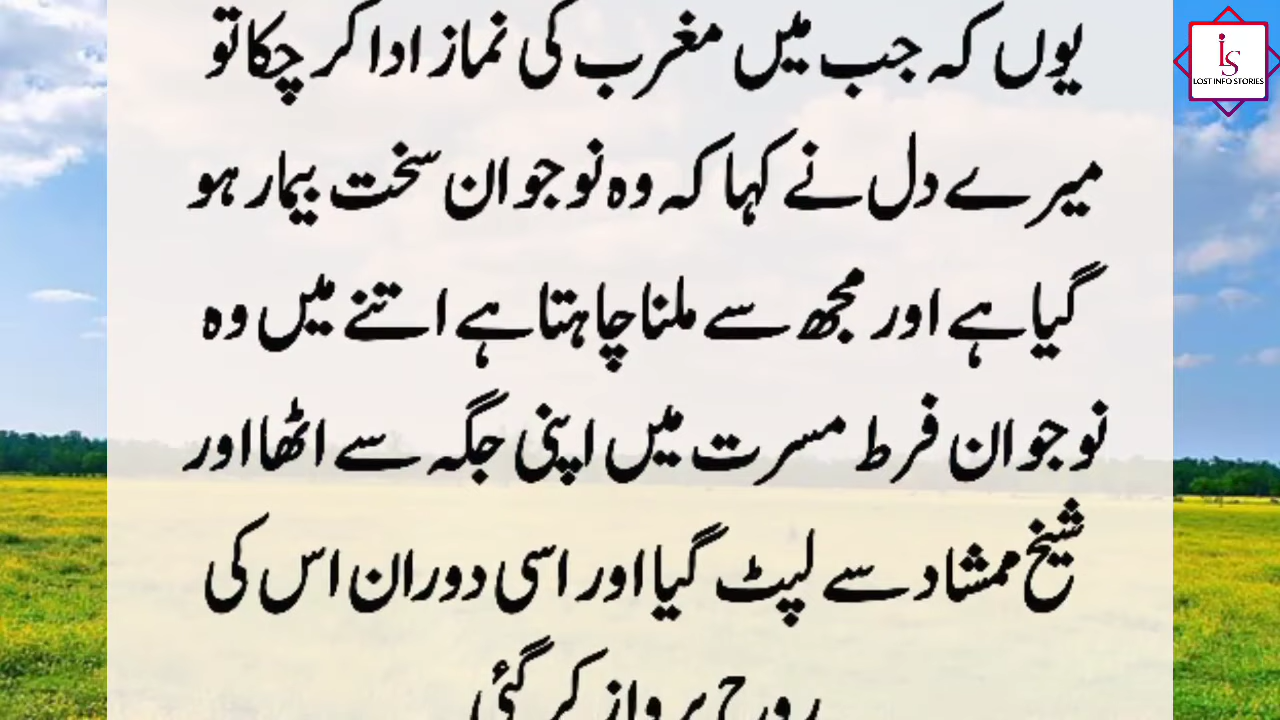 یوں کہ جب میں مغرب کی نماز ادا کر چکا تو
میرے دل نے کہا کہ وہ نوجوان سخت بیمار ہو
گیا ہے اور مجھ سے ملنا چاہتا ہے اتنے میں وہ
نوجوان فرط مسرت میں اپنی جگہ سے اٹھا اور
شیخ ممشاد سے لپٹ گیا اور اسی دوران اس کی
روح پرواز کر گئی
LS
LOST INFO STORIES